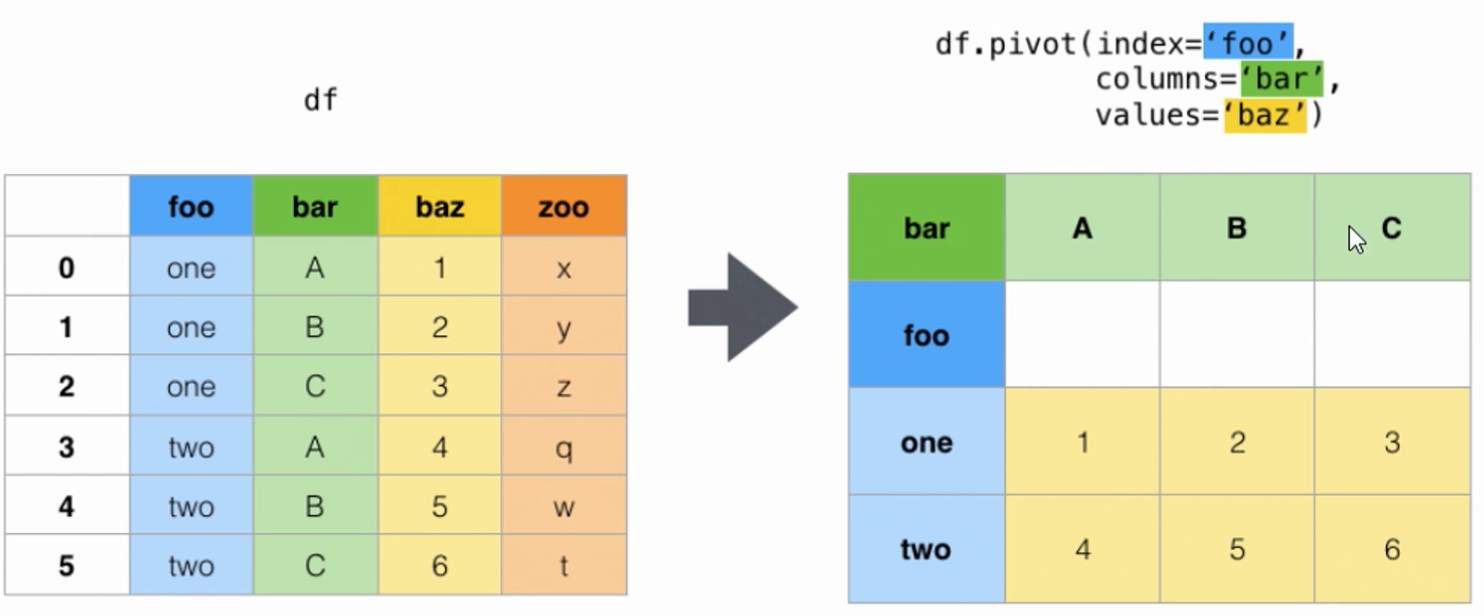 df
foo bar baz zoo
0 one A 1 x
1 one B 2 y
2 one C 3 z
3 two A 4 q
4 two B 5 w
5 two C 6 t
df.pivot(index=‘foo’,
columns=‘bar’,
values=‘baz’)
bar A B C
foo
one 1 2 3
two 4 5 6